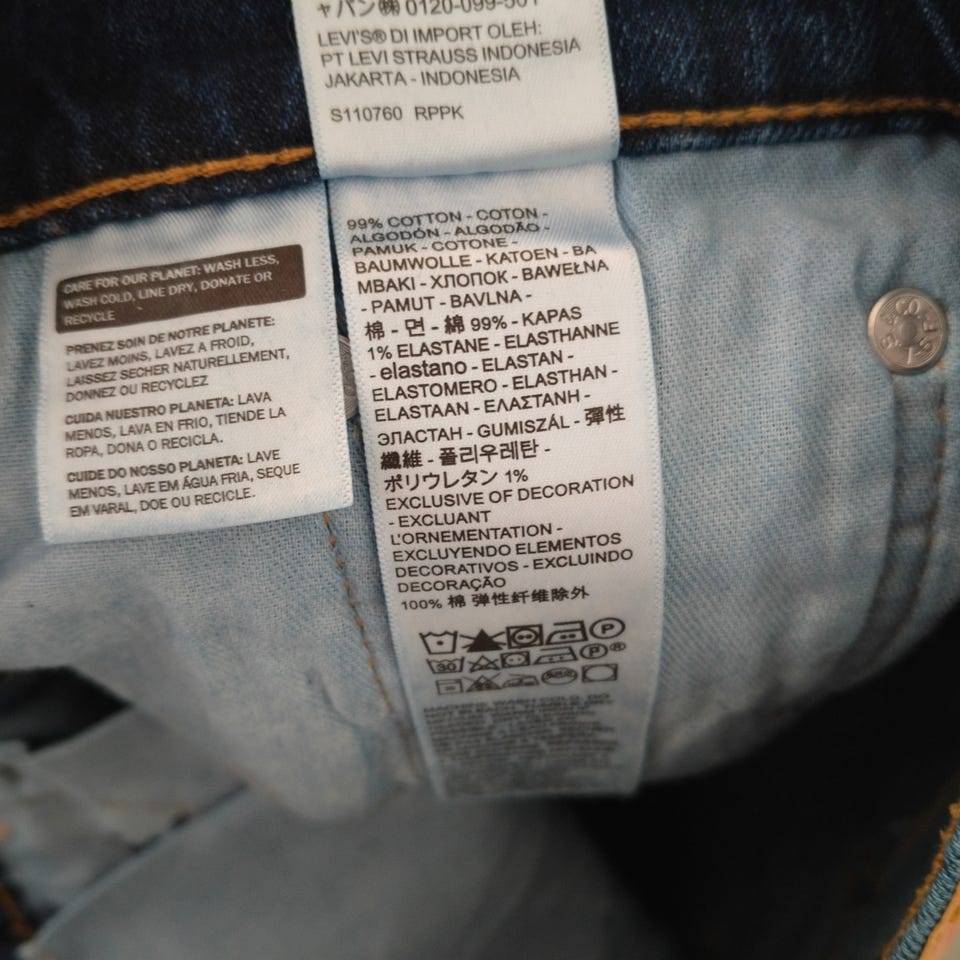 ャパン㈱ 0120-099-501
LEVI'S® DI IMPORT OLEH:
PT LEVI STRAUSS INDONESIA
JAKARTA - INDONESIA
S110760 RPPK
CARE FOR OUR PLANET: WASH LESS,
WASH COLD, LINE DRY, DONATE OR
RECYCLE
PRENEZ SOIN DE NOTRE PLANETE:
LAVEZ MOINS, LAVEZ A FROID,
LAISSEZ SECHER NATURELLEMENT,
DONNEZ OU RECYCLEZ
CUIDA NUESTRO PLANETA: LAVA
MENOS, LAVA EN FRIO, TIENDE LA
ROPA, DONA O RECICLA.
CUIDE DO NOSSO PLANETA: LAVE
MENOS, LAVE EM ÁGUA FRIA, SEQUE
EM VARAL, DOE OU RECICLE.
99% COTTON - COTON -
ALGODÓN - ALGODÃO -
PAMUK - COTONE -
BAUMWOLLE - KATOEN - BA
MBAKI - ХЛОПОК - BAWEŁNA
- PAMUT - BAVLNA -
棉 - 면 - 綿 99% - KAPAS
1% ELASTANE - ELASTHANNE
- elastano - ELASTAN -
ELASTOMERO - ELASTHAN -
ELASTAAN - ΕΛΑΣΤΑΝΗ -
ЭЛАСТАН - GUMISZÁL - 彈性
纖維 - 폴리우레탄 -
ポリウレタン 1%
EXCLUSIVE OF DECORATION
- EXCLUANT
L'ORNEMENTATION -
EXCLUYENDO ELEMENTOS
DECORATIVOS - EXCLUINDO
DECORAÇÃO
100% 棉 弹性纤维除外
P
30 P ®
MACHINE WASH COLD. DO